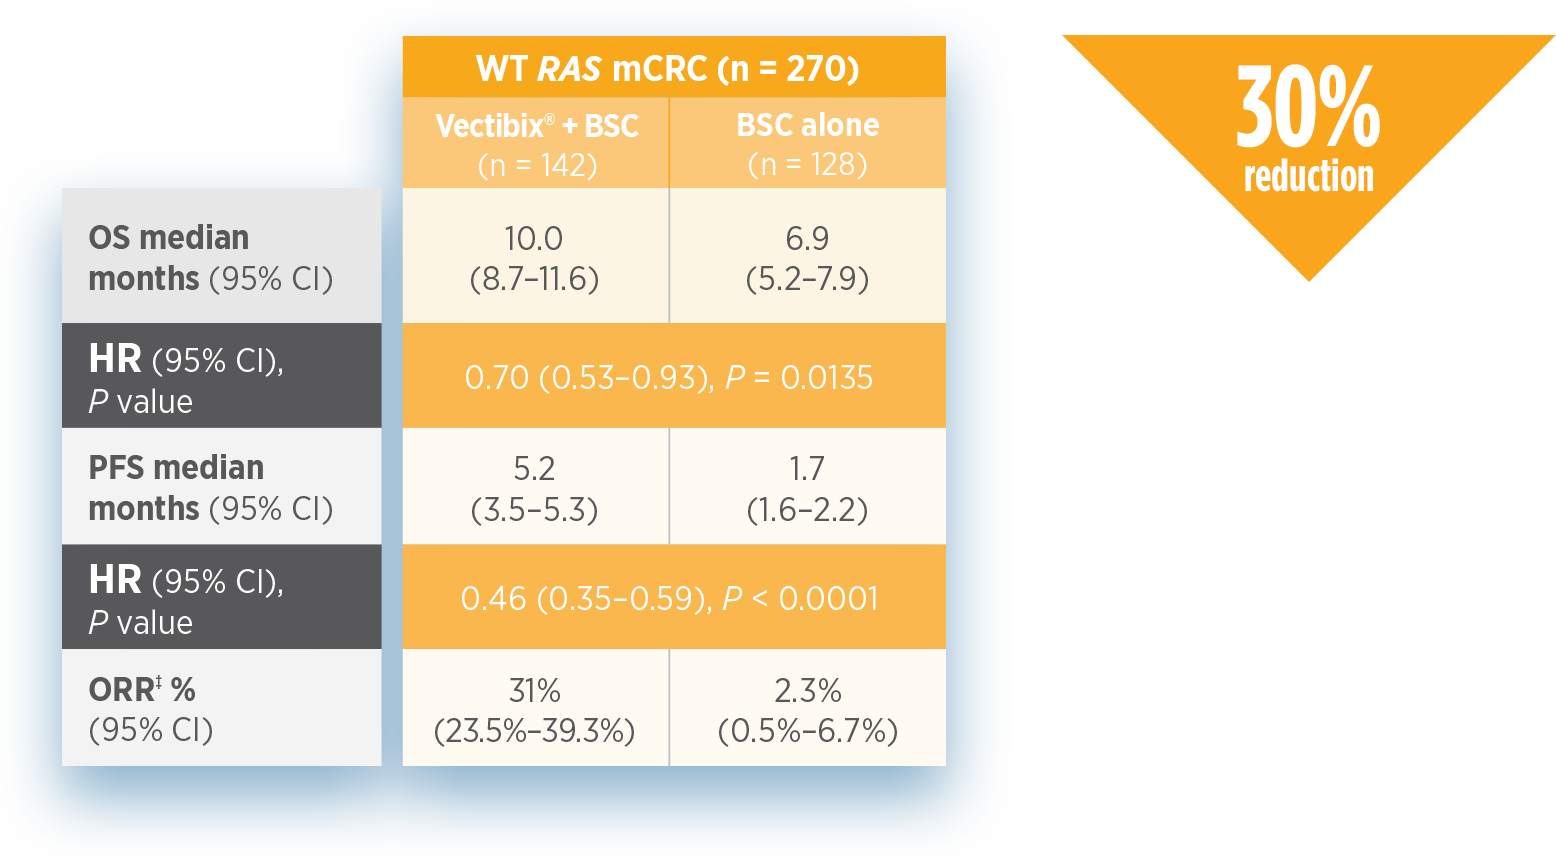 WT RAS mCRC (n = 270)
Vectibix® + BSC
(n = 142)
BSC alone
(n = 128)
30%
reduction
OS median
months (95% CI)
10.0
(8.7–11.6)
6.9
(5.2–7.9)
HR (95% CI),
P value
0.70 (0.53–0.93), P = 0.0135
PFS median
months (95% CI)
5.2
(3.5–5.3)
1.7
(1.6–2.2)
HR (95% CI),
P value
0.46 (0.35–0.59), P < 0.0001
ORR‡ %
(95% CI)
31%
(23.5%–39.3%)
2.3%
(0.5%–6.7%)